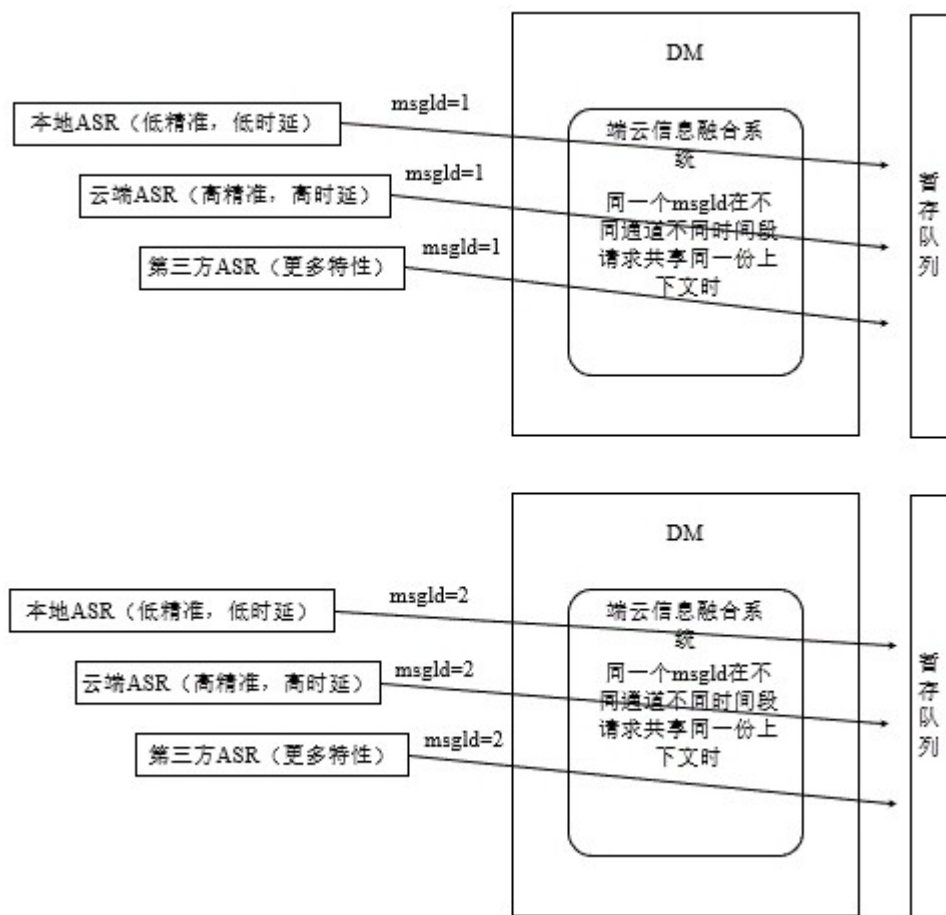 DM
msgld=1
本地ASR（低精准，低时延）
端云信息融合系
统
msgld=1
云端ASR（高精准，高时延）
同一个msgld在不
同通道不同时间段
请求共享同一份上
下文时
msgld=1
第三方ASR（更多特性）
暂
存
队
列
DM
msgld=2
本地ASR（低精准，低时延）
端云信息融合系
统
msgld=2
云端ASR（高精准，高时延）
同一个msgld在不
同通道不同时间段
请求共享同一份上
下文时
msgld=2
第三方ASR（更多特性）
暂
存
队
列